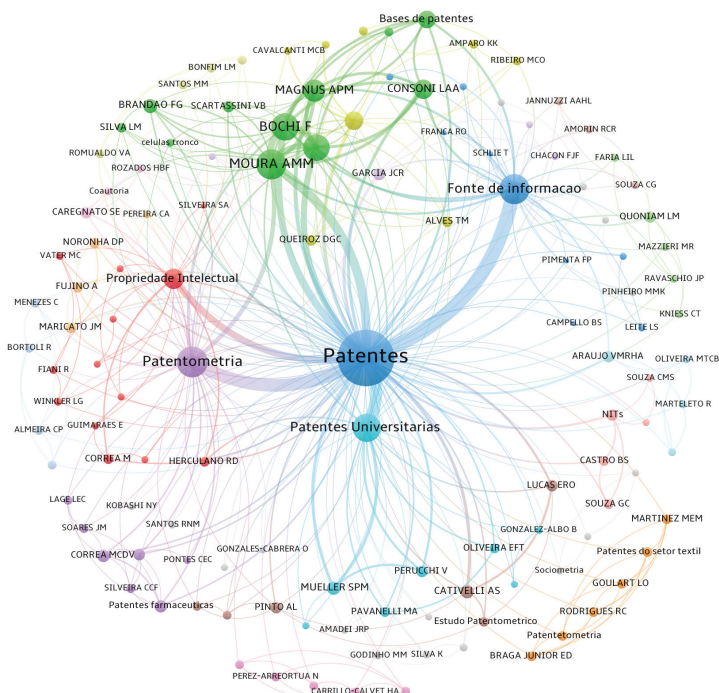 Bases de patentes
CAVALCANTI MCB
AMPARO KK
RIBEIRO MCO
BONFIM LM
SANTOS MM
MAGNUS APM
CONSONI LAA
JANNUZZI AAHL
BRANDAO FG
SCARTASSINI VB
BOCHI F
FRANCA RO
AMORIN RCR
SILVA LM
celulas tronco
SCHLIE T
CHACON FJF
FARIA LIL
ROMUALDO VA
ROZADOS HBF
MOURA AMM
GARCIA JCR
Fonte de informacao
SOUZA CG
Coautoria
CAREGNATO SE
PEREIRA CA
SILVEIRA SA
ALVES TM
QUONIAM LM
NORONHA DP
QUEIROZ DGC
MAZZIERI MR
VATER MC
PIMENTA FP
Propriedade Intelectual
RAVASCHIO JP
FUJINO A
PINHEIRO MMK
MENEZES C
KNIESS CT
MARICATO JM
CAMPELLO BS
LEITE LS
BORTOLI R
Patentometria
Patentes
ARAUJO VMRHA
OLIVEIRA MTCB
FIANI R
SOUZA CMS
WINKLER LG
MARTELETO R
NITs
ALMEIRA CP
GUIMARAES E
Patentes Universitarias
CORREA M
HERCULANO RD
CASTRO BS
LUCAS ERO
LAGE LEC
KOBASHI NY
SOUZA GC
SOARES JM
SANTOS RNM
GONZALEZ-ALBO B
MARTINEZ MEM
CORREA MCDV
PONTES CEC
GONZALES-CABRERA O
OLIVEIRA EFT
Patentes do setor textil
PERUCCHI V
Sociometria
SILVEIRA CCF
MUELLER SPM
CATIVELLI AS
GOULART LO
Patentes farmaceuticas
PINTO AL
PAVANELLI MA
RODRIGUES RC
AMADEI JRP
Estudo Patentometrico
Patentetometria
GODINHO MM
SILVA K
BRAGA JUNIOR ED
PEREZ-ARREORTUA N
CARRILLO-CALVET HA